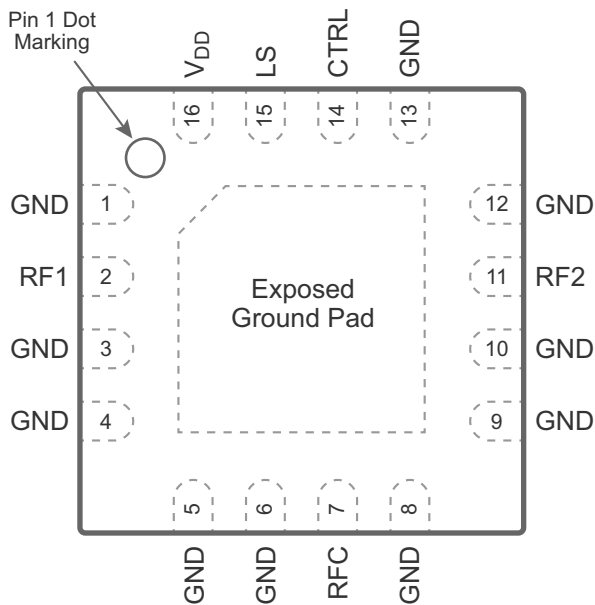 Pin 1 Dot
Marking
VDD
LS
CTRL
GND
16
15
14
13
GND
1
12
GND
RF1
2
11
RF2
Exposed
Ground Pad
GND
3
10
GND
GND
4
9
GND
5
6
7
8
GND
GND
RFC
GND